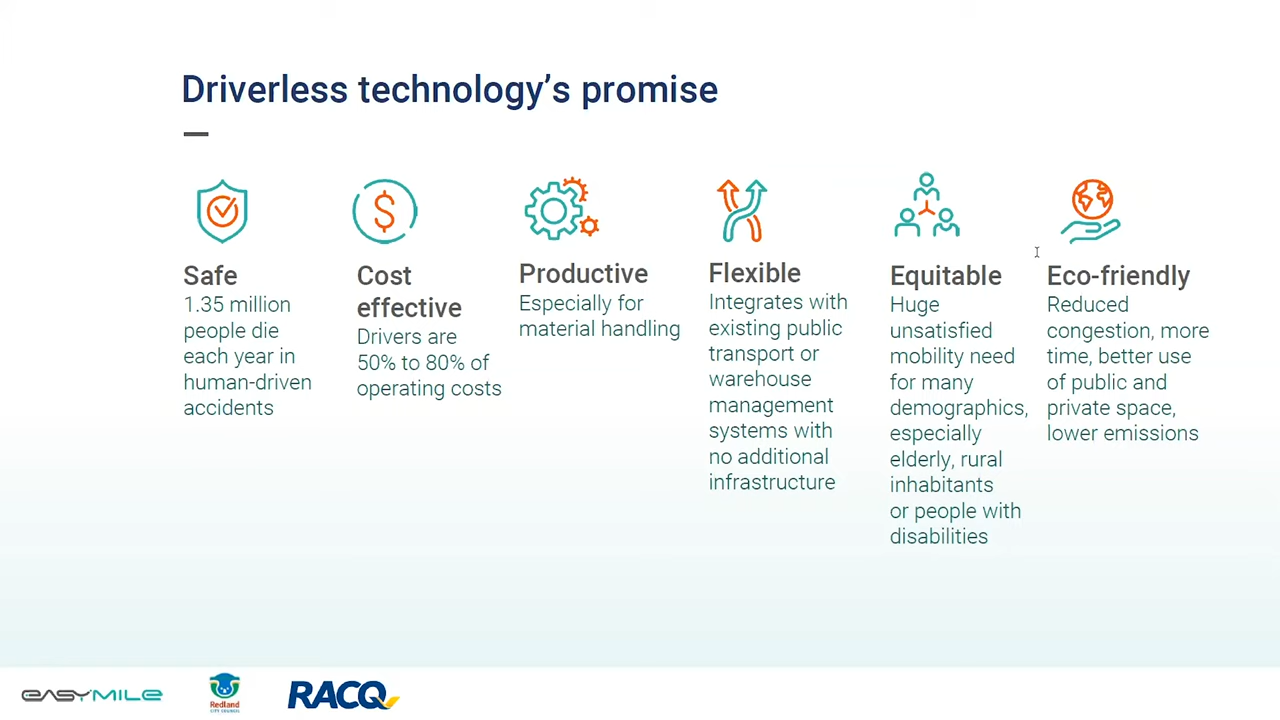 Driverless technology’s promise
Safe
1.35 million
people die
each year in
human-driven
accidents
Cost
effective
Drivers are
50% to 80% of
operating costs
Productive
Especially for
material handling
Flexible
Integrates with
existing public
transport or
warehouse
management
systems with
no additional
infrastructure
Equitable
Huge
unsatisfied
mobility need
for many
demographics,
especially
elderly, rural
inhabitants
or people with
disabilities
Eco-friendly
Reduced
congestion, more
time, better use
of public and
private space,
lower emissions
EASYMILE
Redland
CITY COUNCIL
RACQ